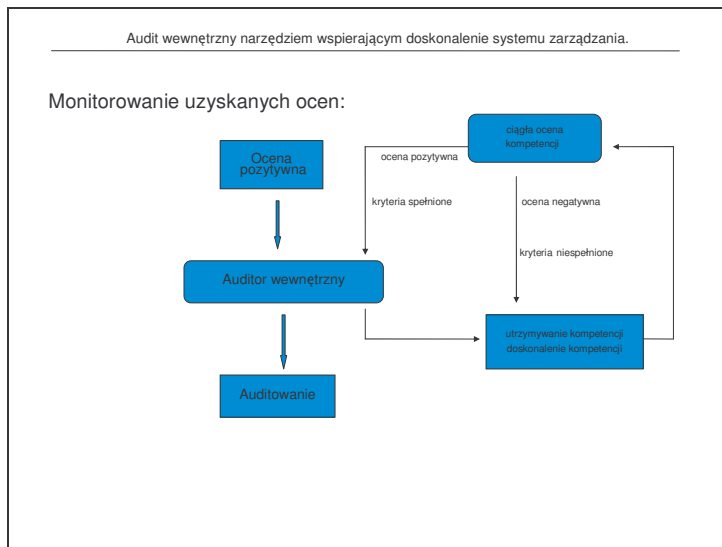 Audit wewnętrzny narzędziem wspierającym doskonalenie systemu zarządzania.
Monitorowanie uzyskanych ocen:
Ocena
pozytywna
ciągła ocena
kompetencji
ocena pozytywna
kryteria spełnione
ocena negatywna
kryteria niespełnione
Auditor wewnętrzny
utrzymywanie kompetencji
doskonalenie kompetencji
Auditowanie